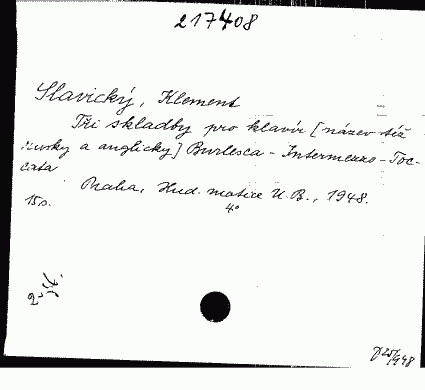 217408
Slavický, Klement
Tři skladby pro klavír [název též
rusky a anglicky] Burlesca - Intermezzo - Toc-
cata
Praha, Hud. matice U.B., 1948.
15 s. 4°